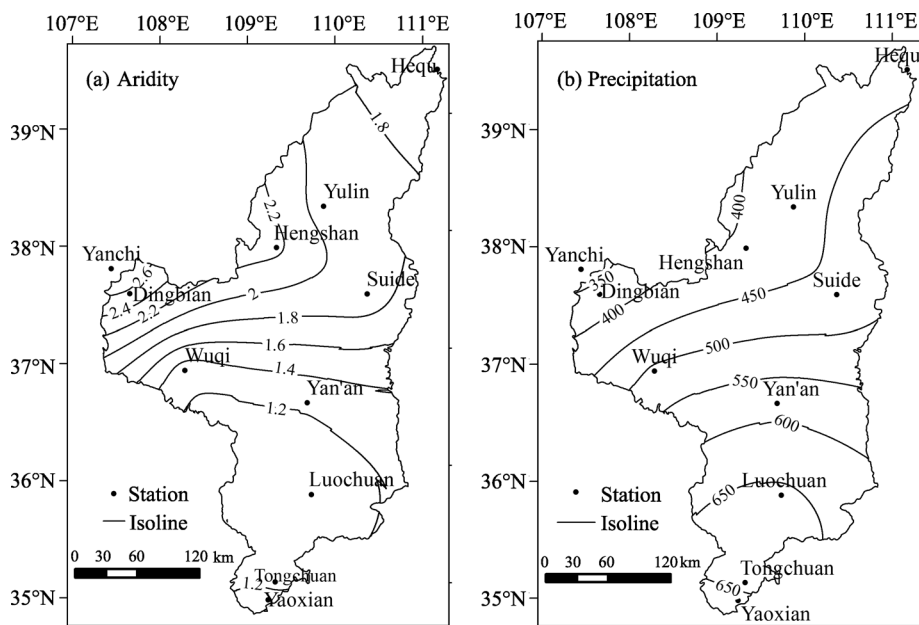 107°E 108°E 109°E 110°E 111°E
(a) Aridity
Hequ
39°N
1.8
2.2
Yulin
Hengshan
38°N
Yanchi
2.6
Dingbian
2.4
2.2
2
Suide
1.8
1.6
37°N
Wuqi
1.4
Yan'an
1.2
36°N
Luochuan
Station
Isoline
0 30 60 120 km
Tongchuan
1.2
35°N
Yaoxian
107°E 108°E 109°E 110°E 111°E
(b) Precipitation
Hequ
39°N
400
Yulin
38°N
Hengshan
Yanchi
350
Dingbian
400
450
Suide
37°N
Wuqi
500
550
Yan'an
600
36°N
Luochuan
650
Station
Isoline
0 30 60 120 km
Tongchuan
650
35°N
Yaoxian